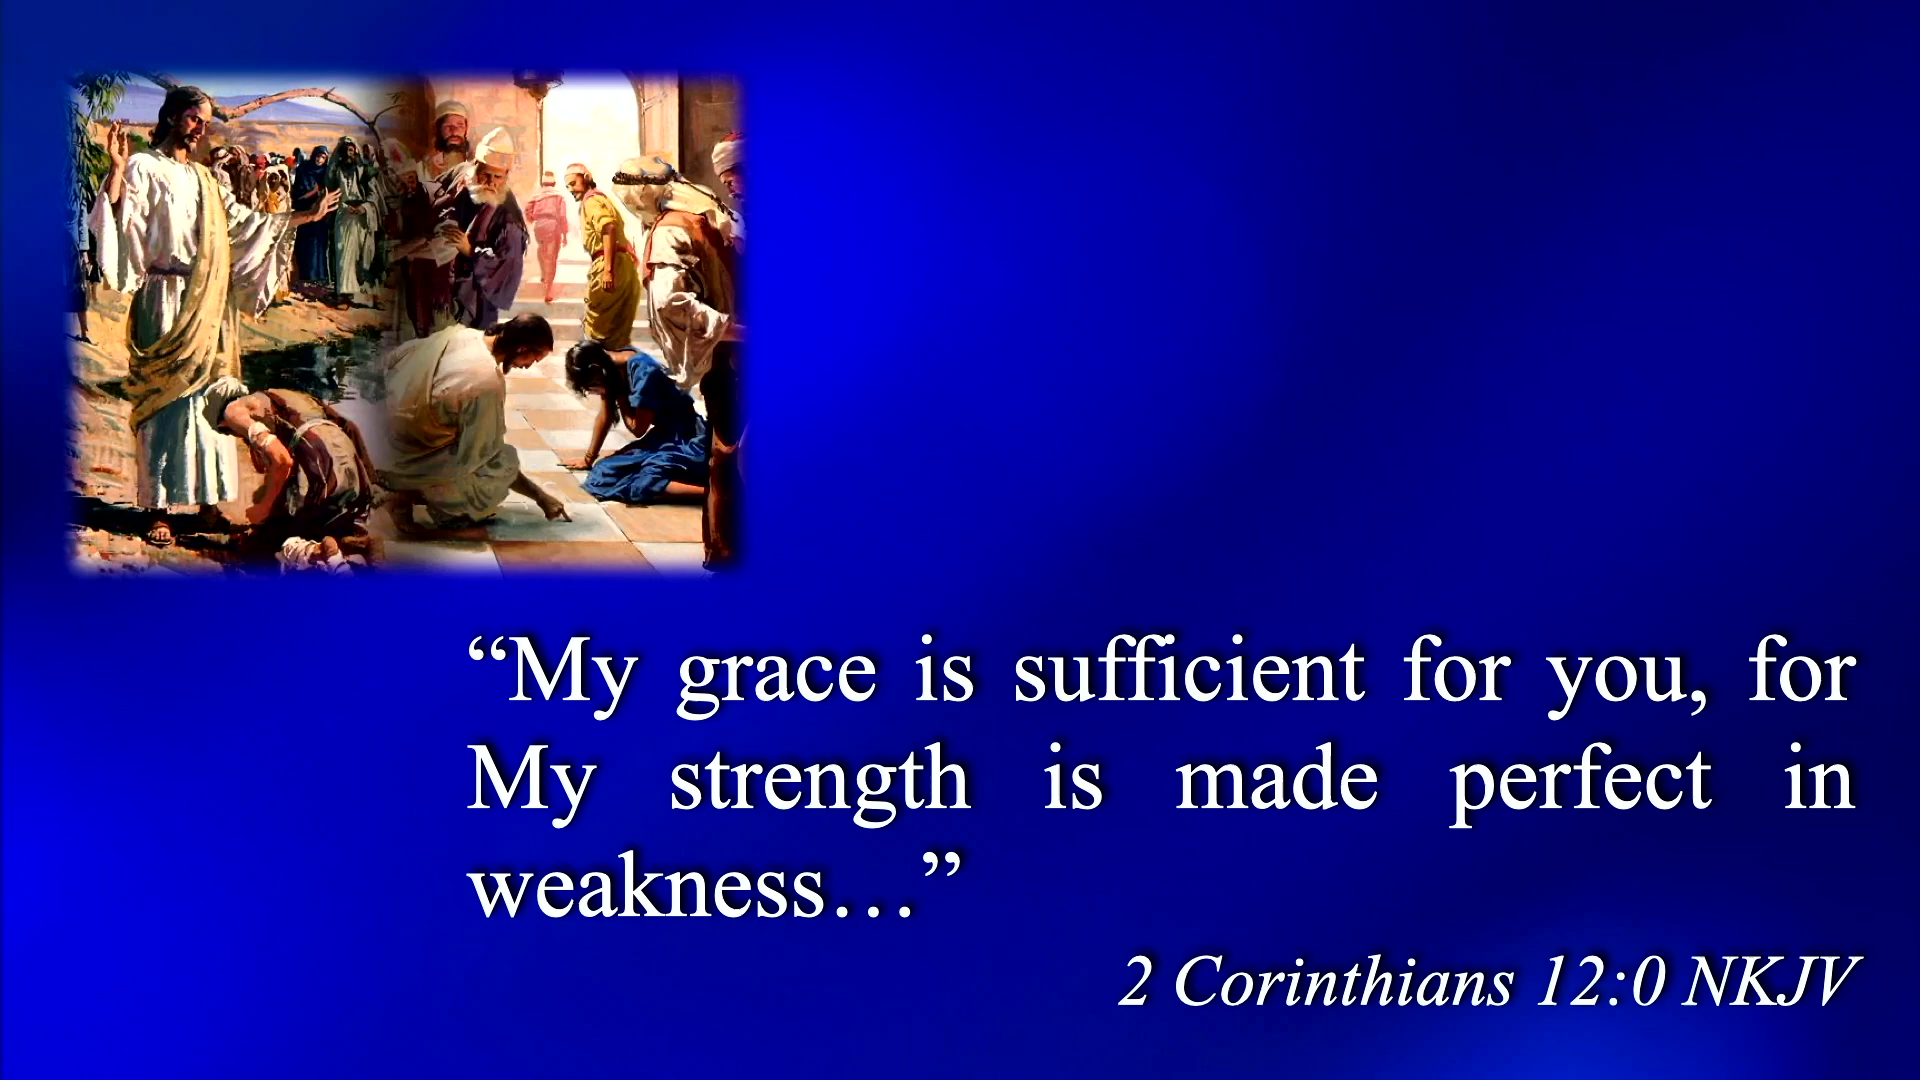 “My grace is sufficient for you, for
My strength is made perfect in
weakness…”
2 Corinthians 12:0 NKJV